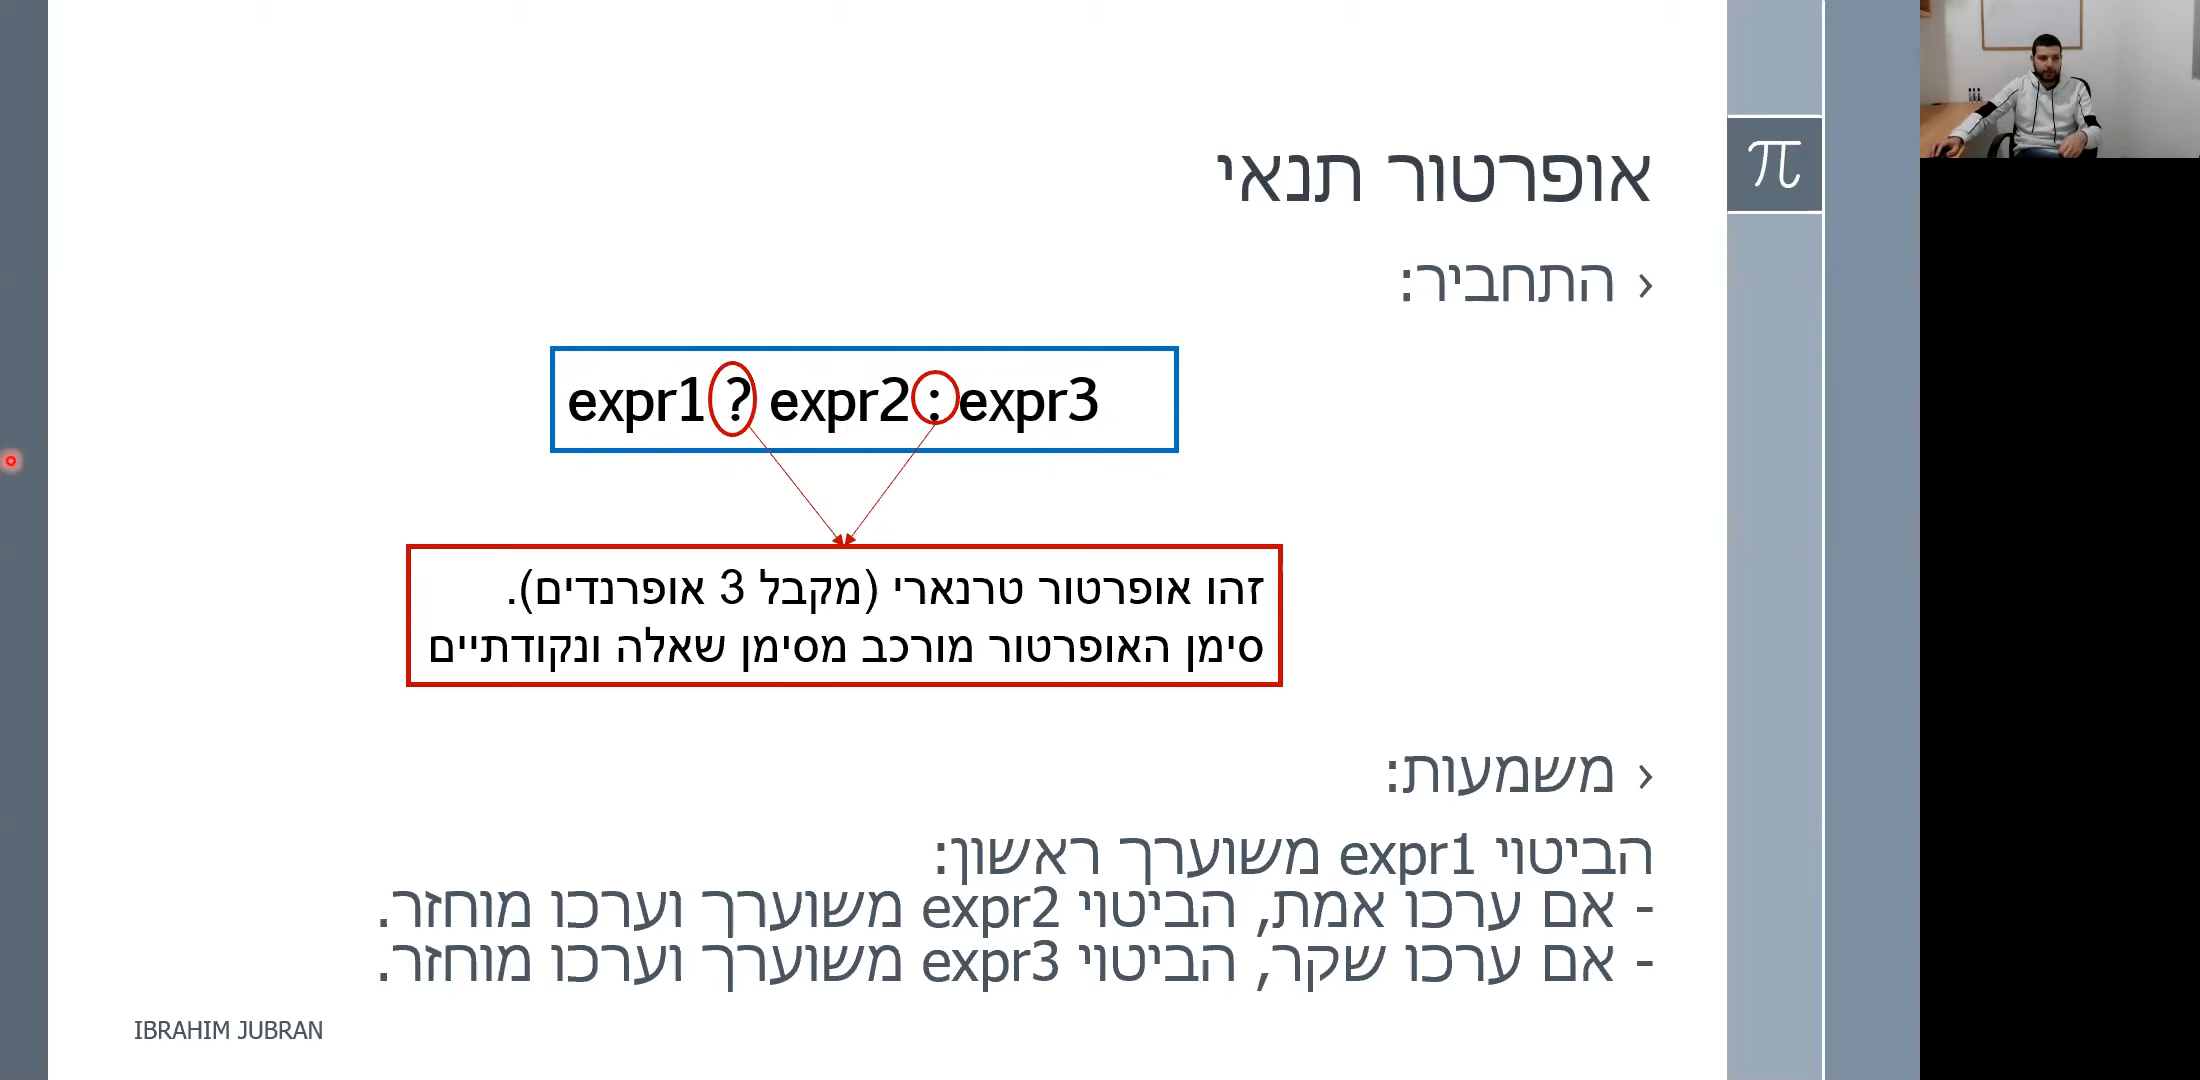 אופרטור תנאי
π
› התחביר:
expr1 ? expr2 : expr3
זהו אופרטור טרנארי (מקבל 3 אופרנדים).
סימן האופרטור מורכב מסימן שאלה ונקודתיים
› משמעות:
הביטוי expr1 משוערך ראשון:
- אם ערכו אמת, הביטוי expr2 משוערך וערכו מוחזר.
- אם ערכו שקר, הביטוי expr3 משוערך וערכו מוחזר.
IBRAHIM JUBRAN